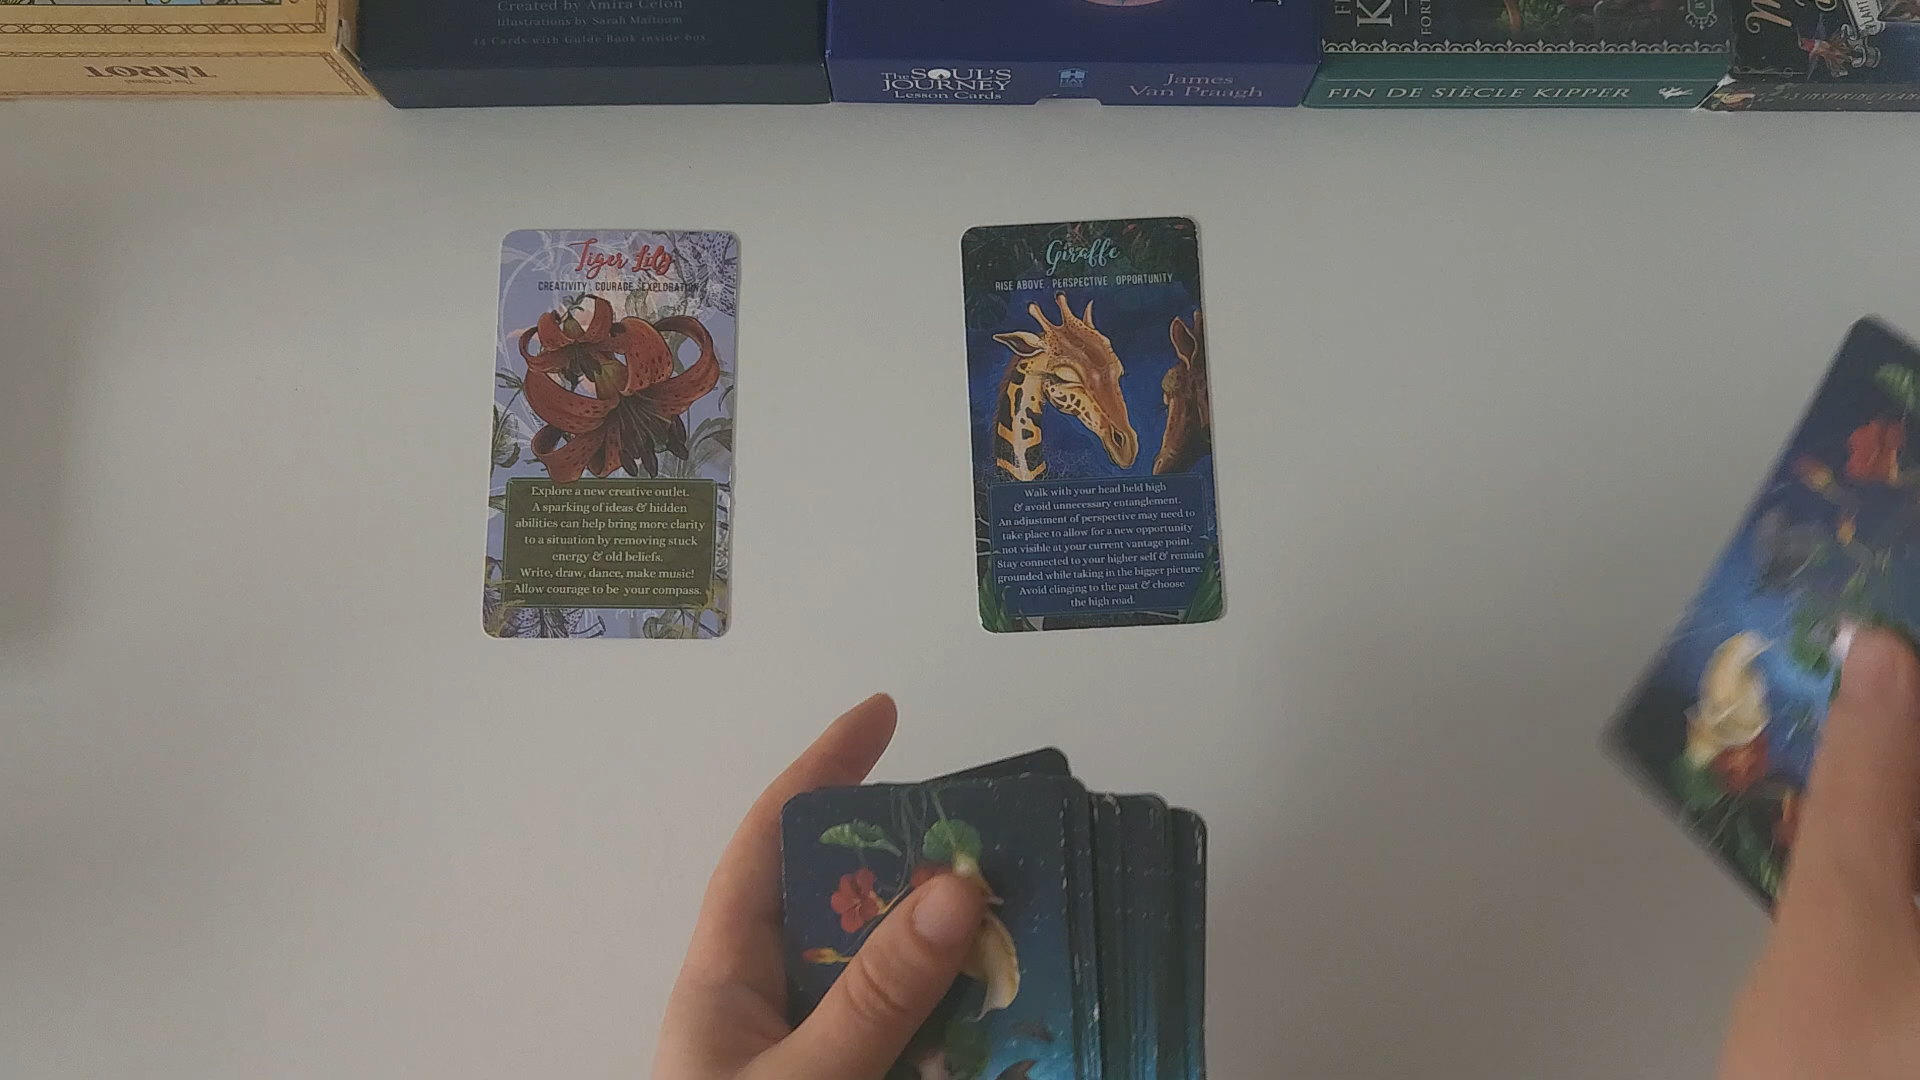 Created by Amira Celon
Illustrations by Sarah Maitoum
44 Cards with Guide Book inside box
TAROT
The SOUL'S
JOURNEY
Lesson Cards
HAY
James
Van Praagh
FIN DE SIÈCLE KIPPER
INSPIRING
Tiger Lily
CREATIVITY . COURAGE . EXPLORATION
Explore a new creative outlet.
A sparking of ideas & hidden
abilities can help bring more clarity
to a situation by removing stuck
energy & old beliefs.
Write, draw, dance, make music!
Allow courage to be your compass.
Giraffe
RISE ABOVE . PERSPECTIVE . OPPORTUNITY
Walk with your head held high
& avoid unnecessary entanglement.
An adjustment of perspective may need to
take place to allow for a new opportunity
not visible at your current vantage point.
Stay connected to your higher self & remain
grounded while taking in the bigger picture.
Avoid clinging to the past & choose
the high road.